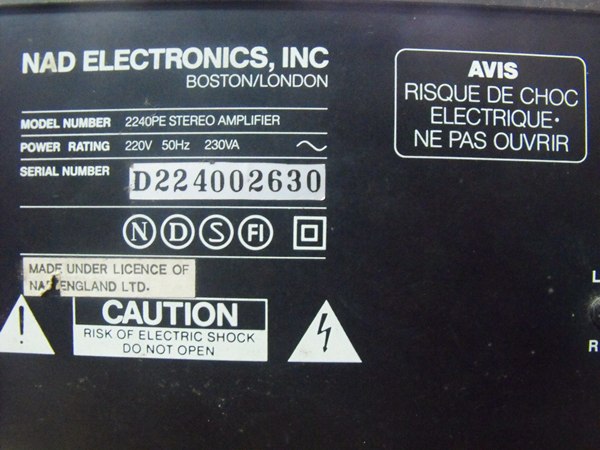 NAD ELECTRONICS, INC
BOSTON/LONDON
MODEL NUMBER 2240PE STEREO AMPLIFIER
POWER RATING 220V 50Hz 230VA
SERIAL NUMBER D224002630
N D S FI
MADE UNDER LICENCE OF
NAD ENGLAND LTD.
CAUTION
RISK OF ELECTRIC SHOCK
DO NOT OPEN
AVIS
RISQUE DE CHOC
ELECTRIQUE·
NE PAS OUVRIR
L
R